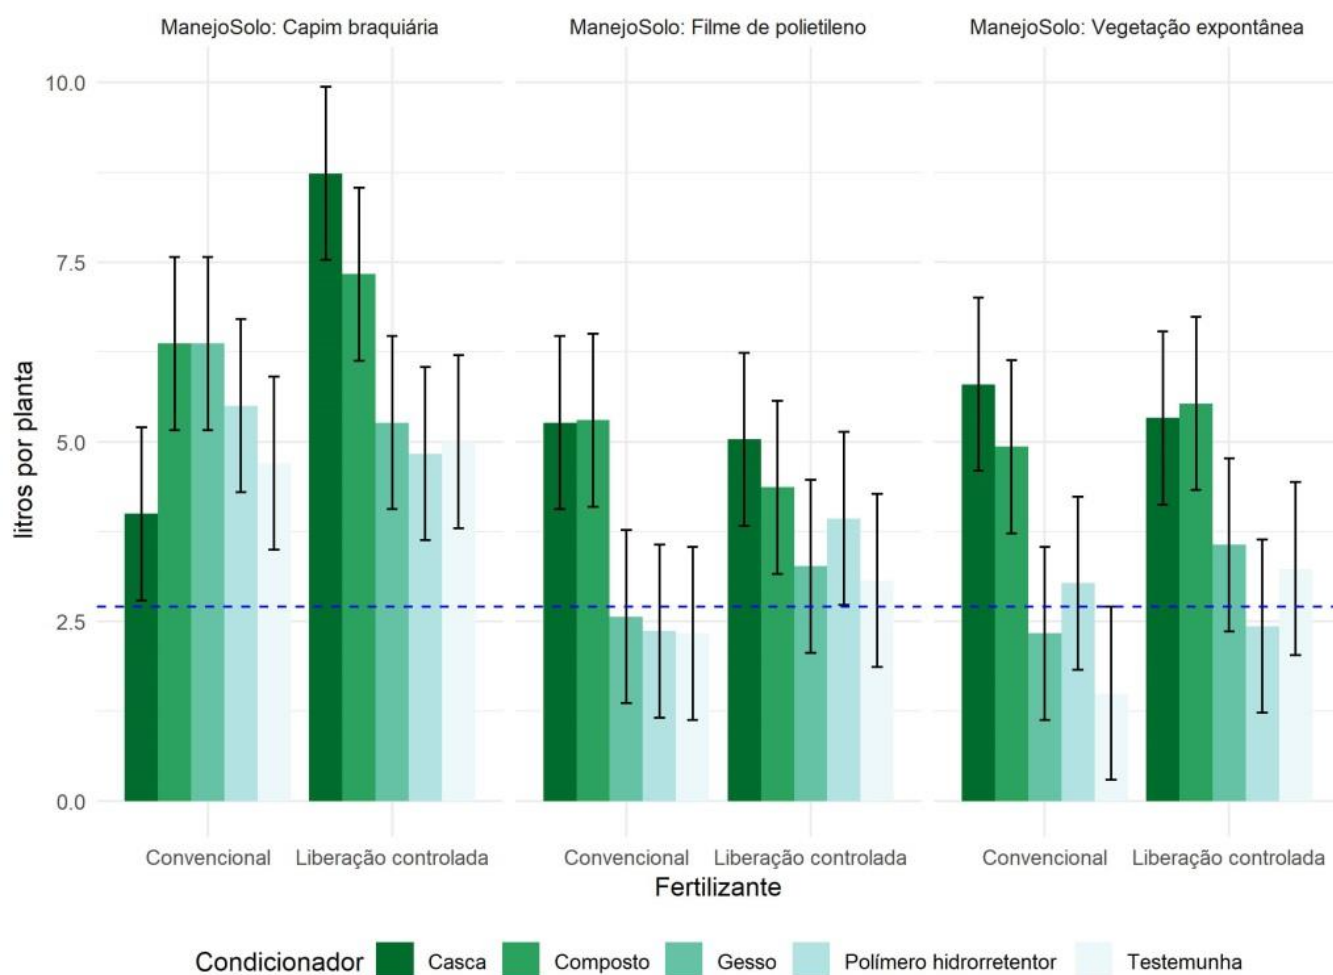 ManejoSolo: Capim braquiária
ManejoSolo: Filme de polietileno
ManejoSolo: Vegetação expontânea
litros por planta
10.0
7.5
5.0
2.5
0.0
Convencional
Liberação controlada
Convencional
Liberação controlada
Convencional
Liberação controlada
Fertilizante
Condicionador
Casca
Composto
Gesso
Polímero hidrorretentor
Testemunha